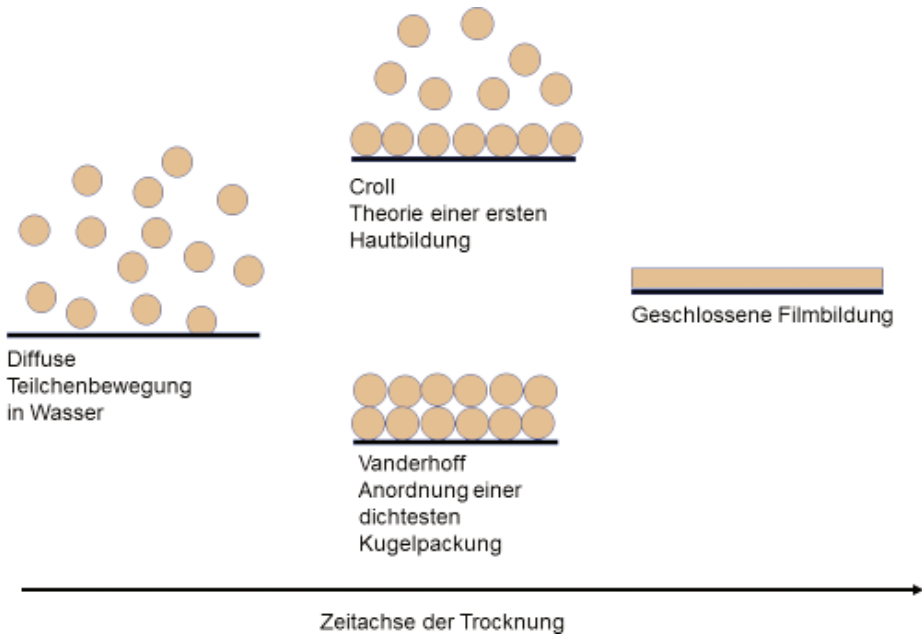 Croll
Theorie einer ersten
Hautbildung
Geschlossene Filmbildung
Diffuse
Teilchenbewegung
in Wasser
Vanderhoff
Anordnung einer
dichtesten
Kugelpackung
Zeitachse der Trocknung